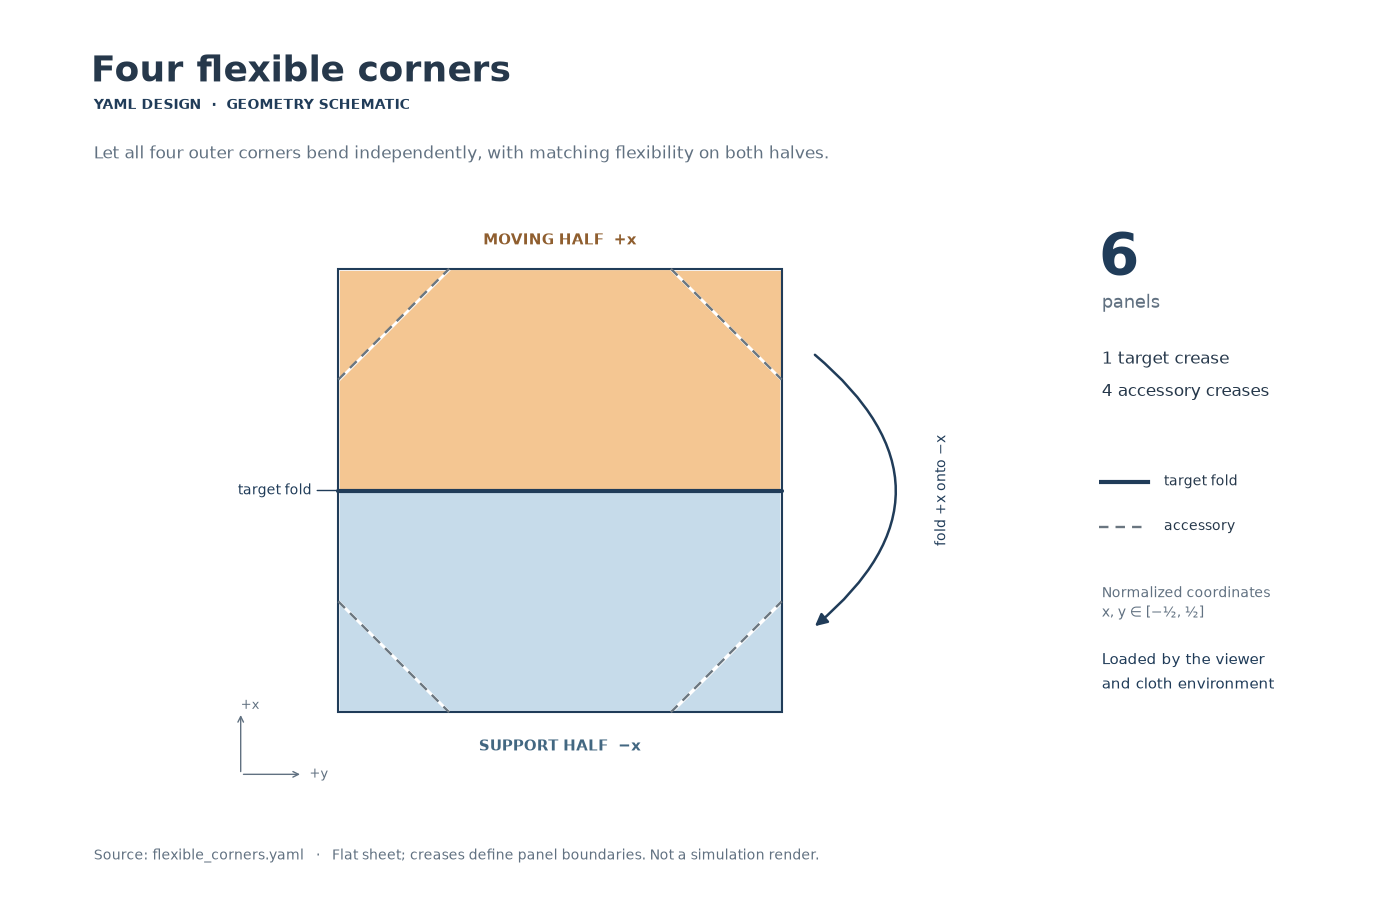 Four flexible corners
YAML DESIGN · GEOMETRY SCHEMATIC
Let all four outer corners bend independently, with matching flexibility on both halves.
MOVING HALF +x
6
panels
1 target crease
4 accessory creases
fold +x onto −x
target fold
target fold
accessory
Normalized coordinates
x, y ∈ [−½, ½]
Loaded by the viewer
and cloth environment
+x
+y
SUPPORT HALF −x
Source: flexible_corners.yaml · Flat sheet; creases define panel boundaries. Not a simulation render.